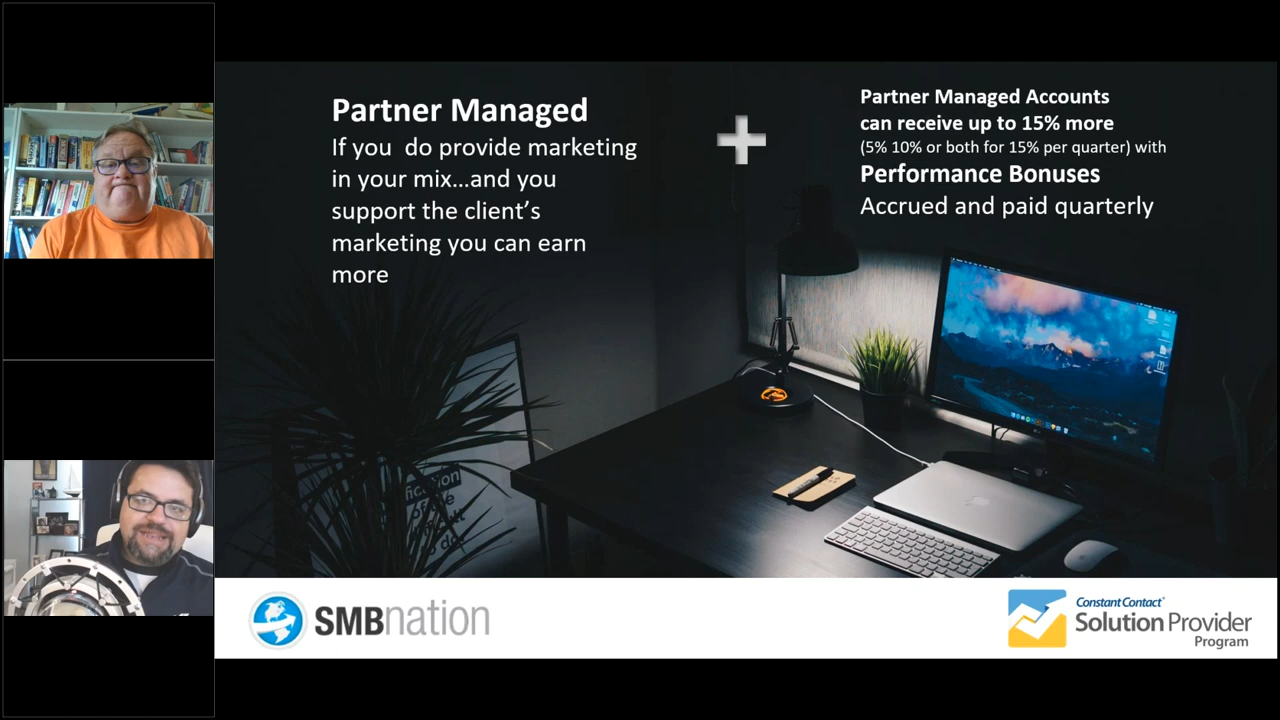 Partner Managed
If you do provide marketing
in your mix...and you
support the client's
marketing you can earn
more
Partner Managed Accounts
can receive up to 15% more
(5% 10% or both for 15% per quarter) with
Performance Bonuses
Accrued and paid quarterly
SMBnation
Constant Contact®
Solution Provider
Program